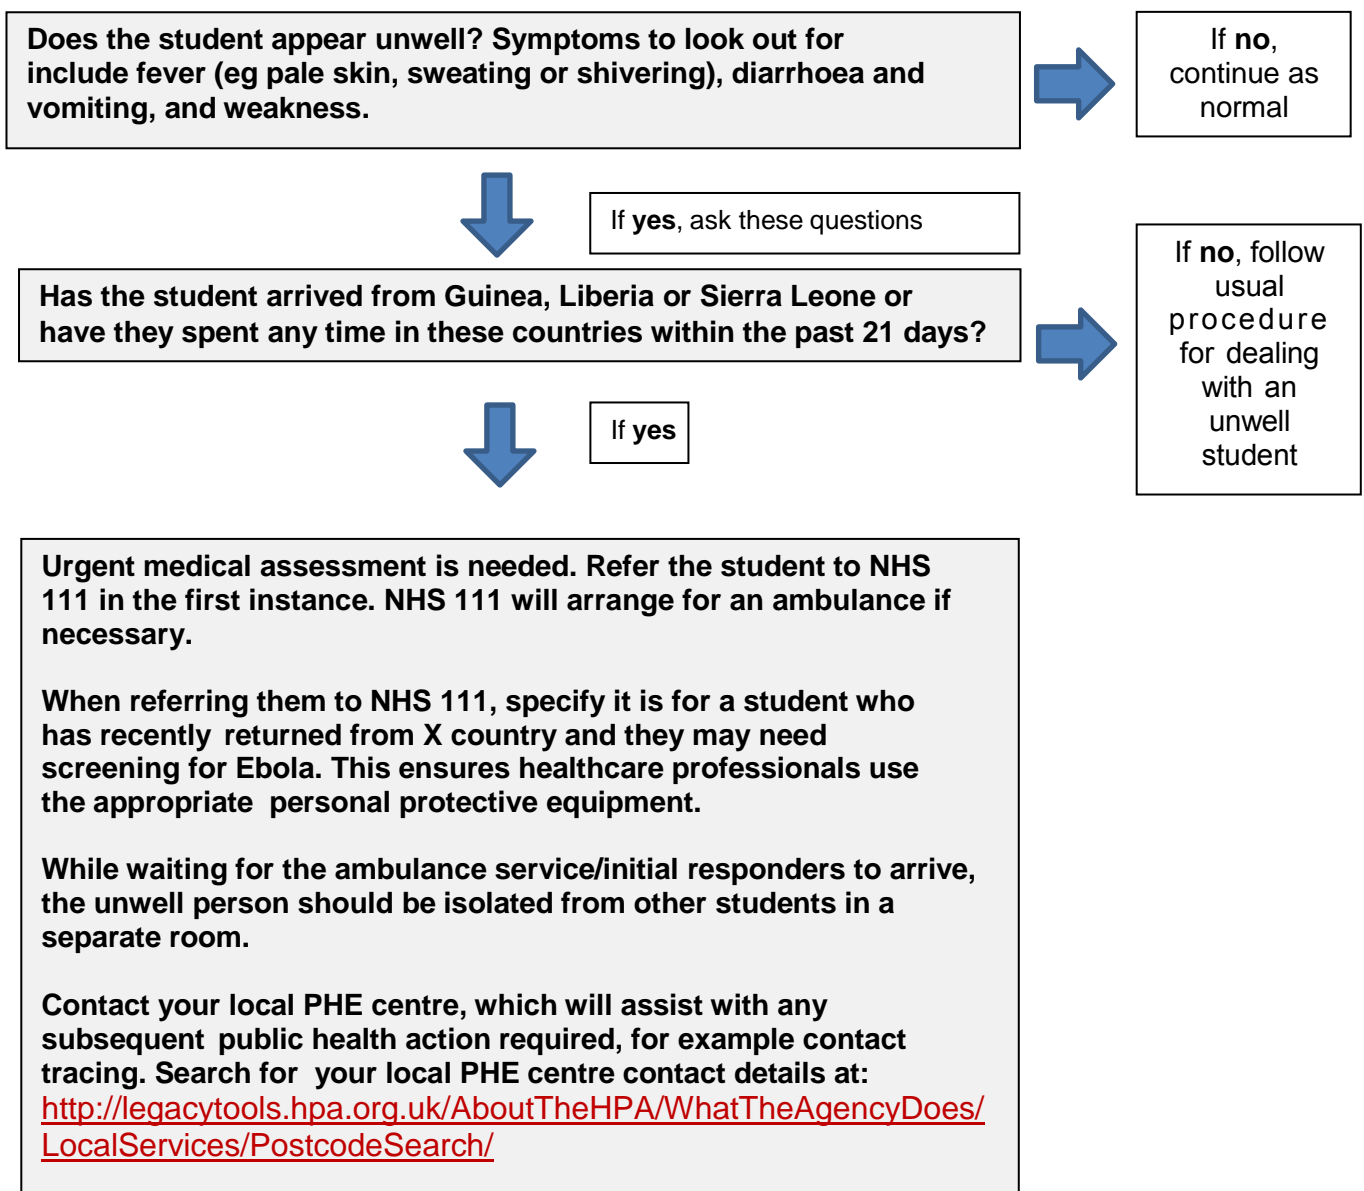 Does the student appear unwell? Symptoms to look out for
include fever (eg pale skin, sweating or shivering), diarrhoea and
vomiting, and weakness.
If no,
continue as
normal
If yes, ask these questions
Has the student arrived from Guinea, Liberia or Sierra Leone or
have they spent any time in these countries within the past 21 days?
If no, follow
usual
procedure
for dealing
with an
unwell
student
If yes
Urgent medical assessment is needed. Refer the student to NHS
111 in the first instance. NHS 111 will arrange for an ambulance if
necessary.
When referring them to NHS 111, specify it is for a student who
has recently returned from X country and they may need
screening for Ebola. This ensures healthcare professionals use
the appropriate personal protective equipment.
While waiting for the ambulance service/initial responders to arrive,
the unwell person should be isolated from other students in a
separate room.
Contact your local PHE centre, which will assist with any
subsequent public health action required, for example contact
tracing. Search for your local PHE centre contact details at:
http://legacytools.hpa.org.uk/AboutTheHPA/WhatTheAgencyDoes/
LocalServices/PostcodeSearch/